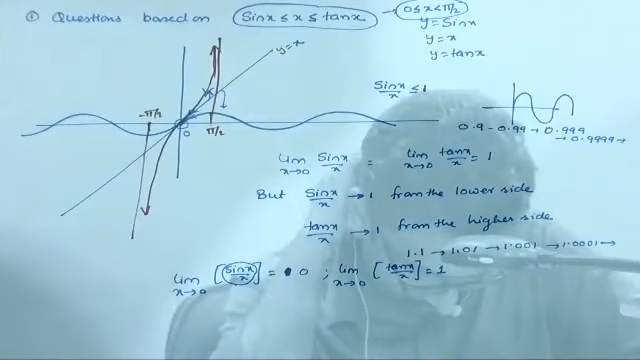 ① Questions based on Sinx ≤ x ≤ tanx → 0 ≤ x < π/2
y = Sinx
y = x
y = tanx
y = x
Sinx/x ≤ 1
-π/2
0
π/2
0.9 - 0.99 → 0.999
→ 0.9999 →
lim x→0 Sinx/x = lim x→0 tanx/x = 1
But Sinx/x → 1 from the lower side
tanx/x → 1 from the higher side
1.1 → 1.01 → 1.001 → 1.0001 →
lim x→0 [Sinx/x] = 0 ; lim x→0 [tanx/x] = 1